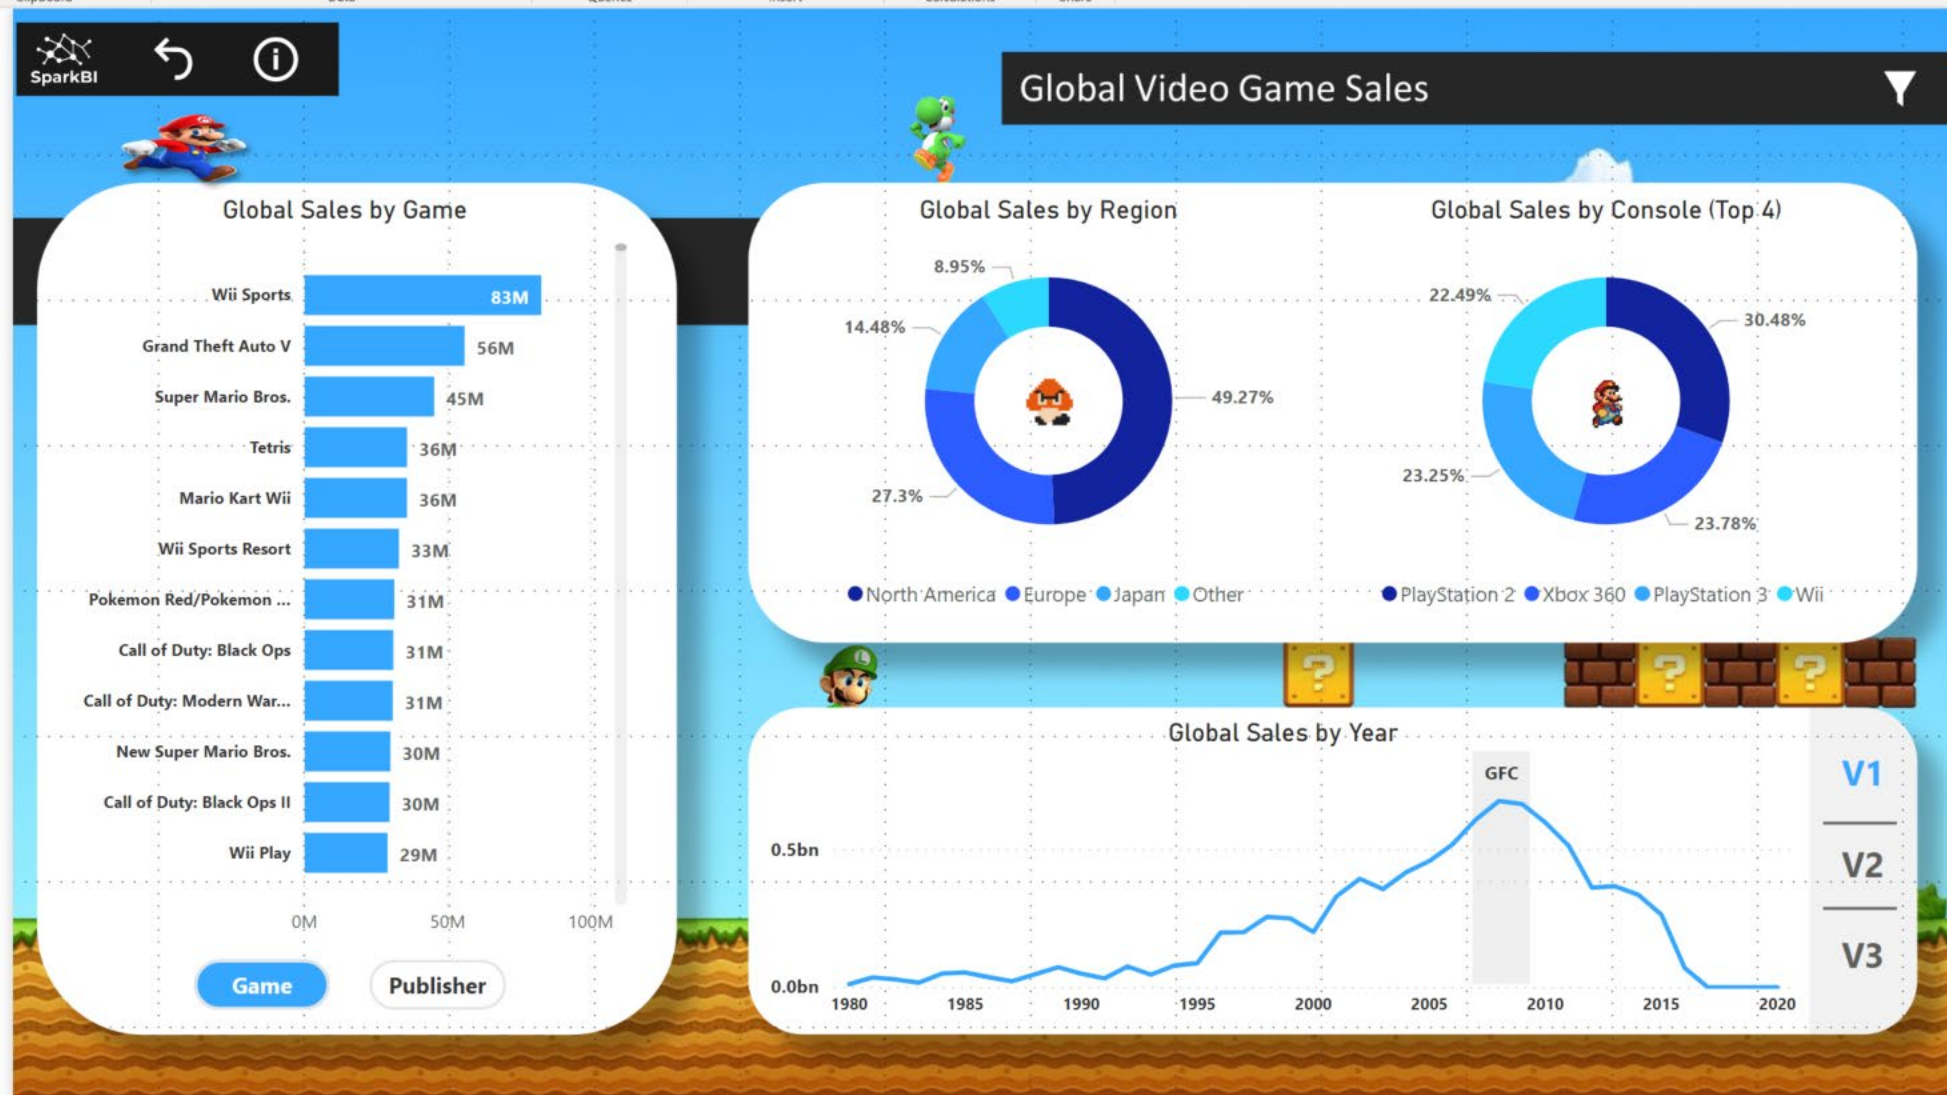 SparkBI
Global Video Game Sales
Global Sales by Game
Wii Sports 83M
Grand Theft Auto V 56M
Super Mario Bros. 45M
Tetris 36M
Mario Kart Wii 36M
Wii Sports Resort 33M
Pokemon Red/Pokemon ... 31M
Call of Duty: Black Ops 31M
Call of Duty: Modern War... 31M
New Super Mario Bros. 30M
Call of Duty: Black Ops II 30M
Wii Play 29M
0M 50M 100M
Game Publisher
Global Sales by Region
8.95%
14.48%
49.27%
27.3%
North America Europe Japan Other
Global Sales by Console (Top 4)
22.49%
30.48%
23.25%
23.78%
PlayStation 2 Xbox 360 PlayStation 3 Wii
Global Sales by Year
GFC
0.5bn
0.0bn
1980 1985 1990 1995 2000 2005 2010 2015 2020
V1
V2
V3